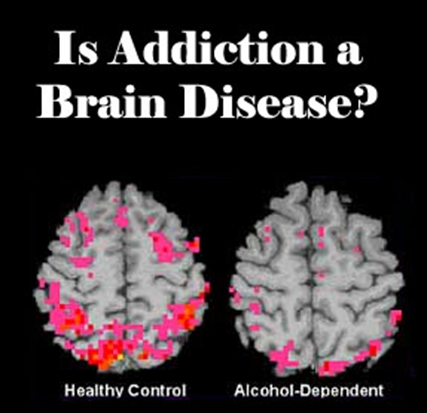 Is Addiction a
Brain Disease?
Healthy Control
Alcohol-Dependent